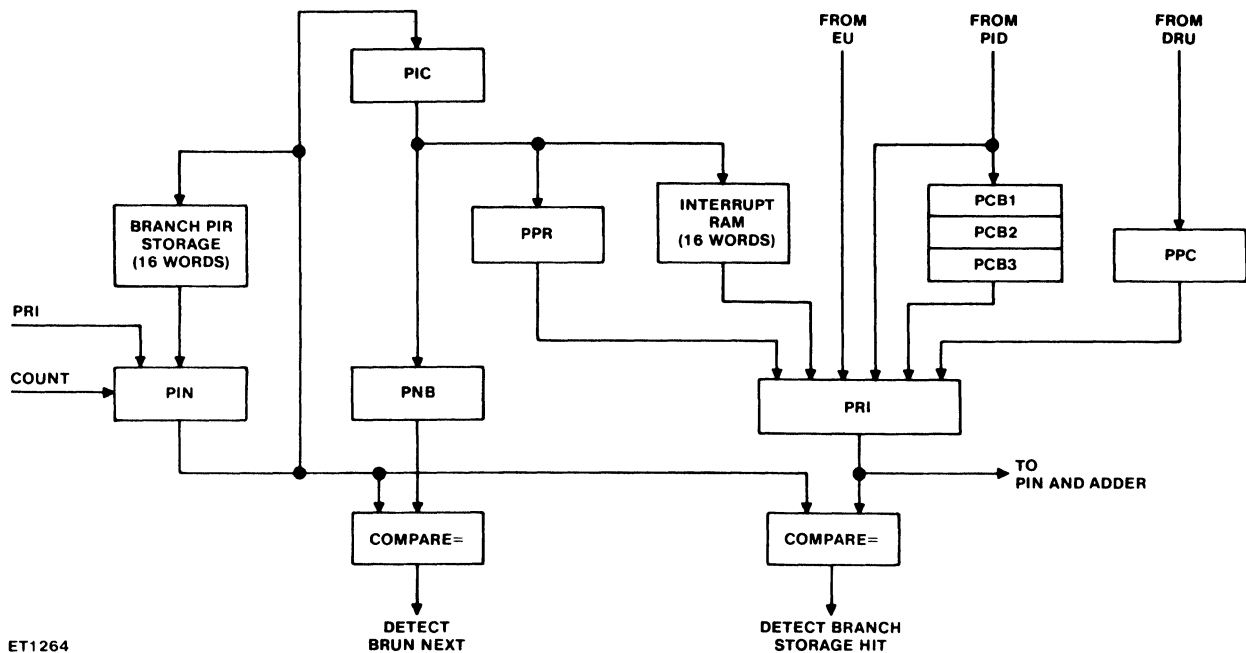 FROM
EU
FROM
PID
FROM
DRU
PIC
BRANCH PIR
STORAGE
(16 WORDS)
PPR
INTERRUPT
RAM
(16 WORDS)
PCB1
PCB2
PCB3
PPC
PRI
COUNT
PIN
PNB
PRI
TO
PIN AND ADDER
COMPARE=
COMPARE=
DETECT
BRUN NEXT
DETECT BRANCH
STORAGE HIT
ET1264